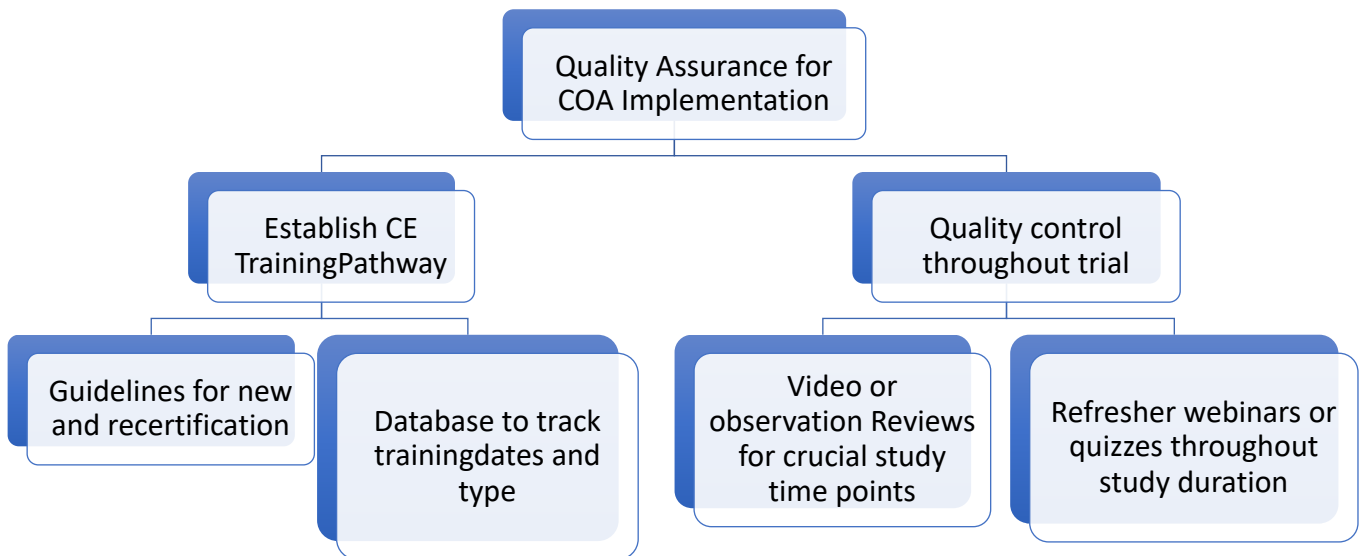 Quality Assurance for
COA Implementation
Establish CE
TrainingPathway
Quality control
throughout trial
Guidelines for new
and recertification
Database to track
trainingdates and
type
Video or
observation Reviews
for crucial study
time points
Refresher webinars or
quizzes throughout
study duration